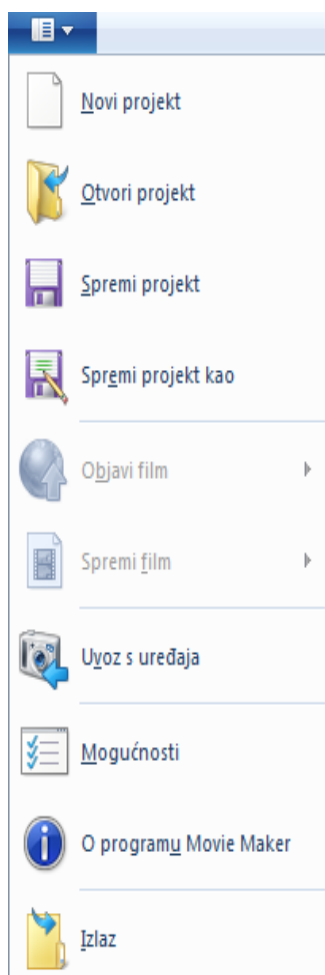 Novi projekt
Otvori projekt
Spremi projekt
Spremi projekt kao
Objavi film
Spremi film
Uvoz s uređaja
Mogućnosti
O programu Movie Maker
Izlaz